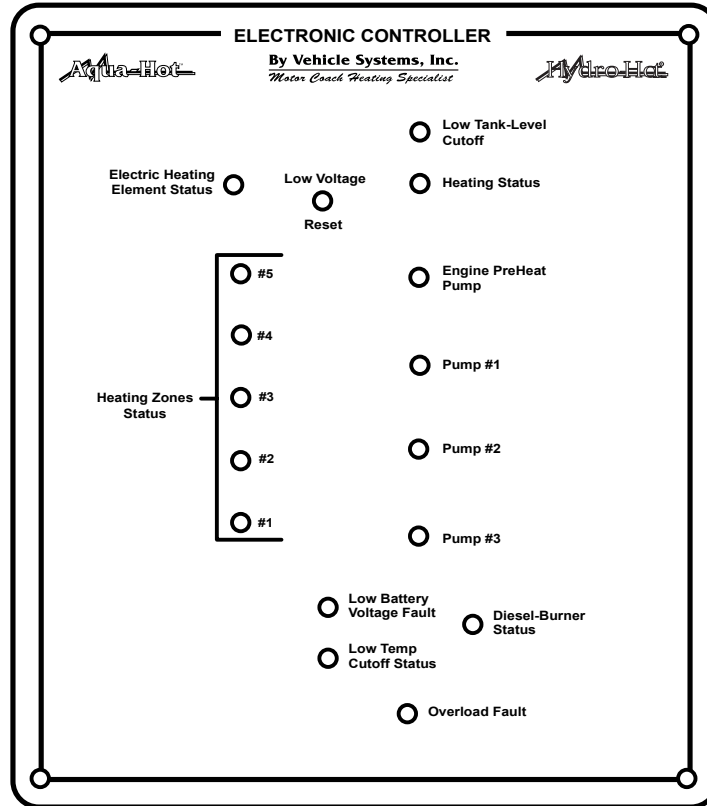 ELECTRONIC CONTROLLER
Aqua-Hot™
By Vehicle Systems, Inc.
Motor Coach Heating Specialist
Hydro-Hot
Low Tank-Level
Cutoff
Electric Heating
Element Status
Low Voltage
Reset
Heating Status
Engine PreHeat
Pump
#5
#4
#3
#2
#1
Heating Zones
Status
Pump #1
Pump #2
Pump #3
Low Battery
Voltage Fault
Diesel-Burner
Status
Low Temp
Cutoff Status
Overload Fault